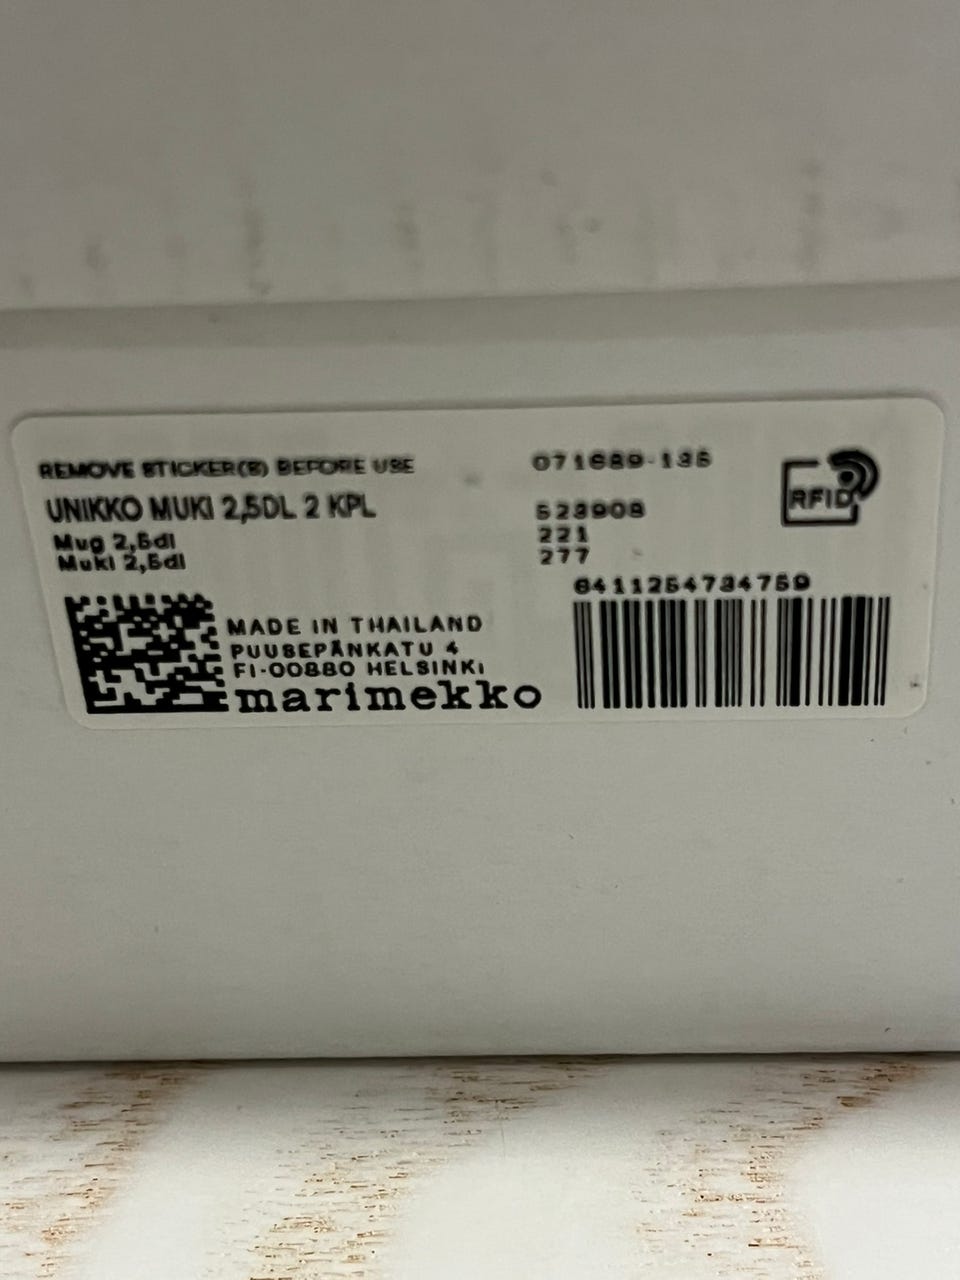 REMOVE STICKER(S) BEFORE USE
UNIKKO MUKI 2,5DL 2 KPL
Mug 2,5dl
Muki 2,5dl
MADE IN THAILAND
PUUSEPÄNKATU 4
FI-00880 HELSINKI
marimekko
071689-135
523908
221
277
6411254734759
RFID